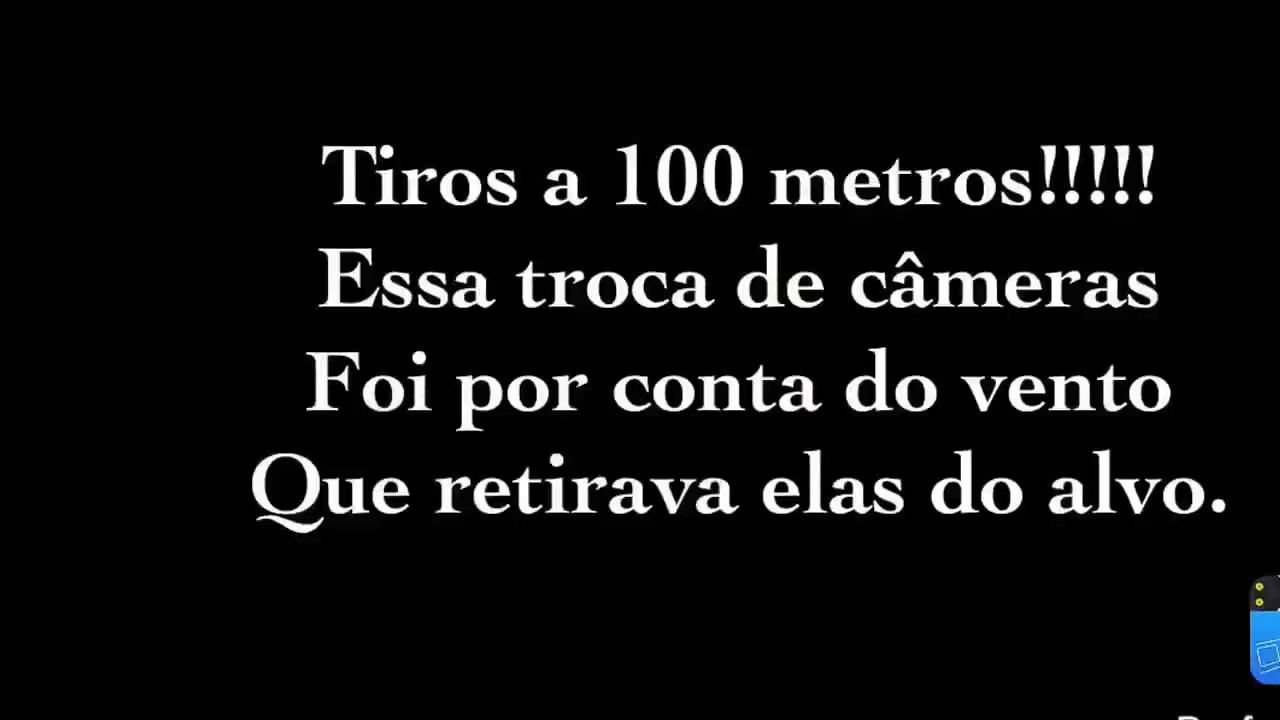 Tiros a 100 metros!!!!!
Essa troca de câmeras
Foi por conta do vento
Que retirava elas do alvo.